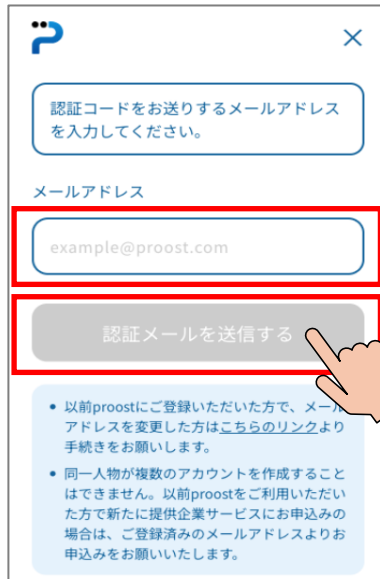 認証コードをお送りするメールアドレス
を入力してください。
メールアドレス
example@proost.com
認証メールを送信する
• 以前proostにご登録いただいた方で、メール
アドレスを変更した方はこちらのリンクより
手続きをお願いします。
• 同一人物が複数のアカウントを作成すること
はできません。以前proostをご利用いただい
た方で新たに提供企業サービスにお申込みの
場合は、ご登録済みのメールアドレスよりお
申込みをお願いいたします。